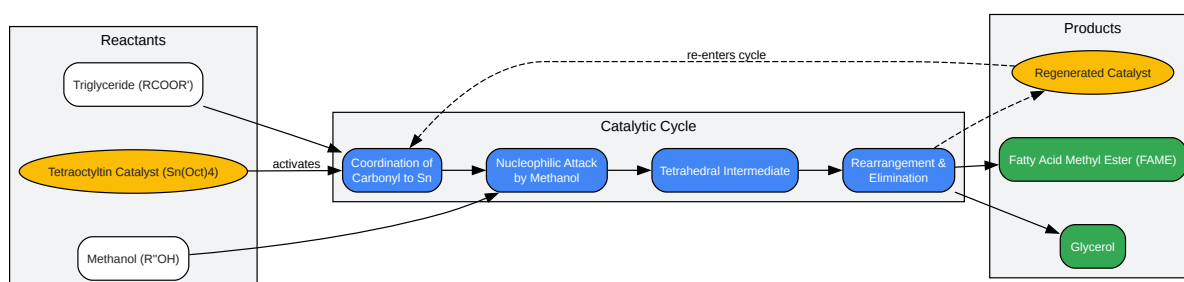 Reactants
Triglyceride (RCOOR')
Tetraoctyltin Catalyst (Sn(Oct)4)
Methanol (R''OH)
activates
re-enters cycle
Catalytic Cycle
Coordination of
Carbonyl to Sn
Nucleophilic Attack
by Methanol
Tetrahedral Intermediate
Rearrangement &
Elimination
Products
Regenerated Catalyst
Fatty Acid Methyl Ester (FAME)
Glycerol